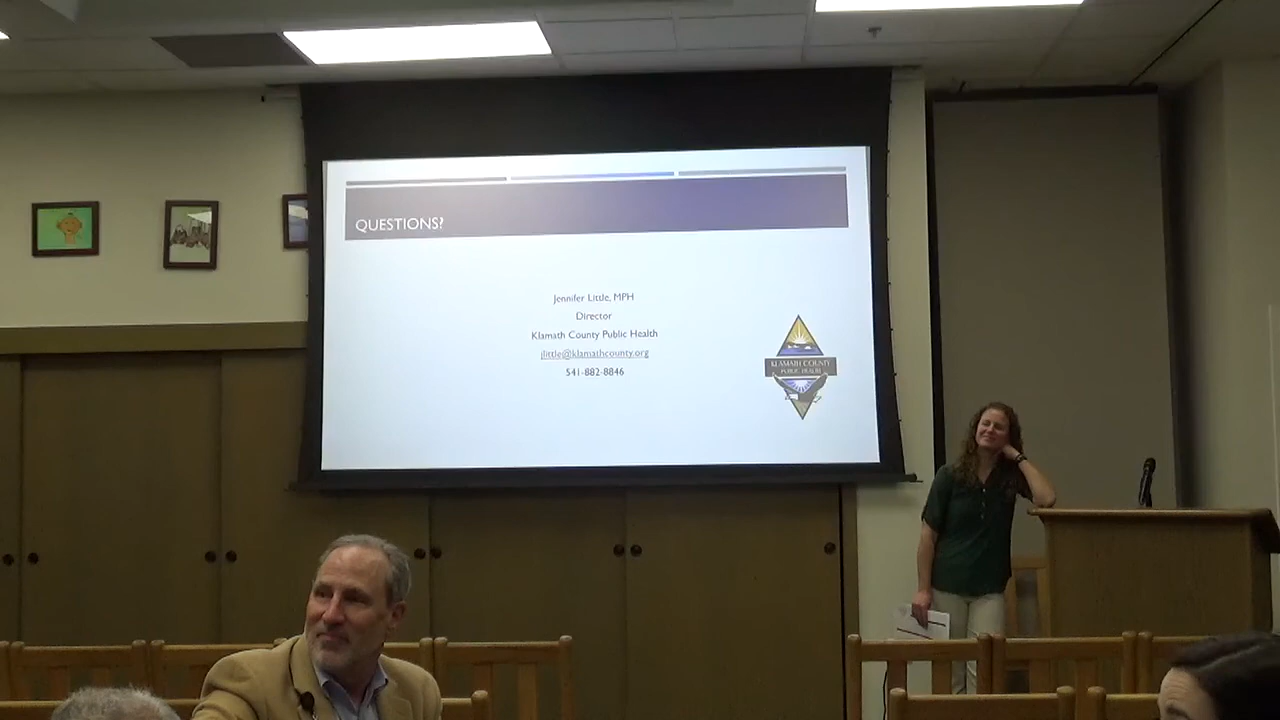 QUESTIONS?
Jennifer Little, MPH
Director
Klamath County Public Health
jlittle@klamathcounty.org
541-882-8846
KLAMATH COUNTY
PUBLIC HEALTH